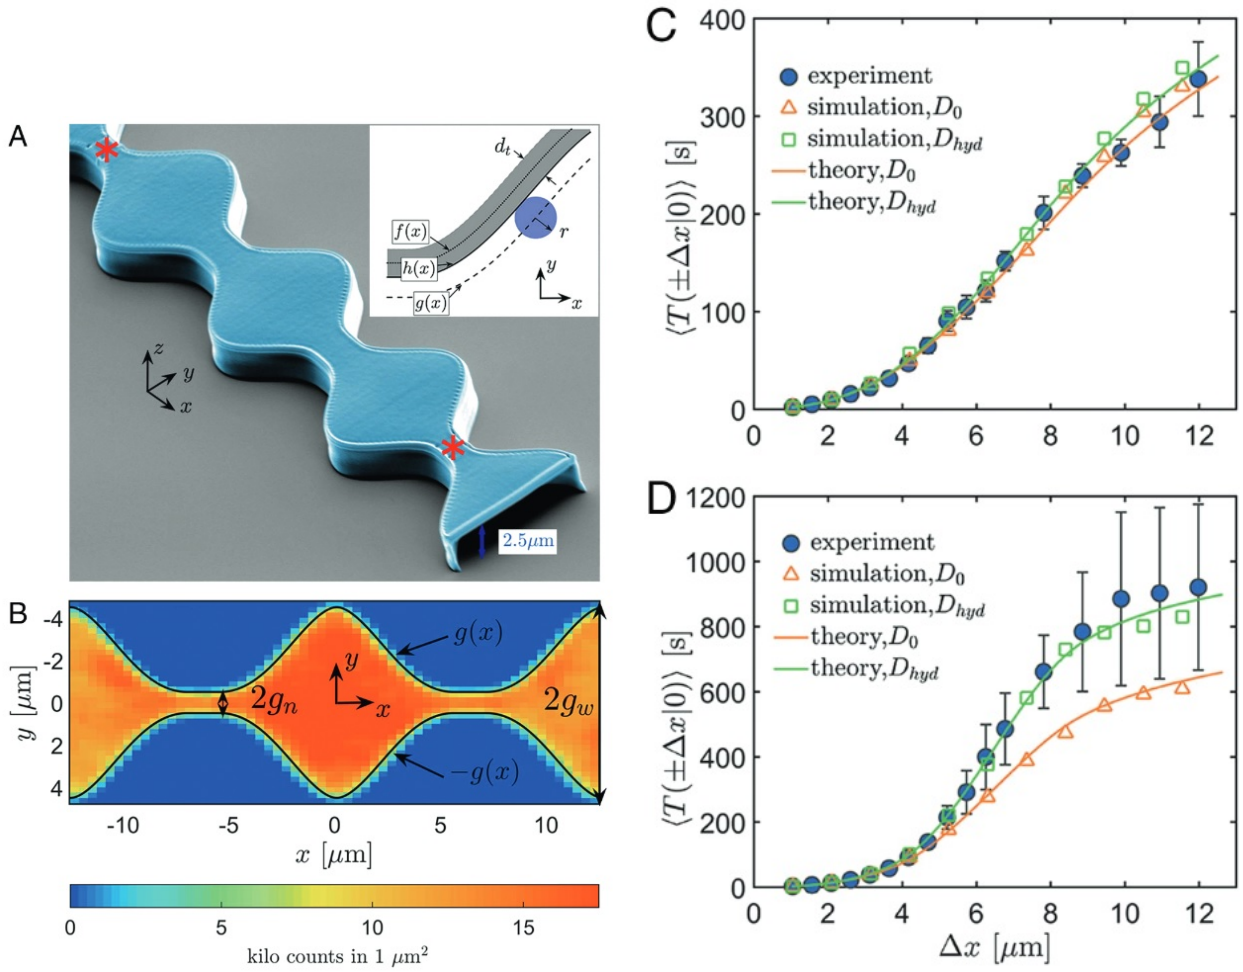 A
*
*
d_t
f(x)
h(x)
g(x)
r
y
x
z
y
x
2.5μm
B
y [μm]
-4
-2
0
2
4
g(x)
2g_n
y
x
2g_w
-g(x)
-10
-5
0
5
10
x [μm]
0
5
10
15
kilo counts in 1 μm²
C
⟨T(±Δx|0)⟩ [s]
400
300
200
100
0
experiment
simulation,D_0
simulation,D_hyd
theory,D_0
theory,D_hyd
0
2
4
6
8
10
12
D
⟨T(±Δx|0)⟩ [s]
1200
1000
800
600
400
200
0
experiment
simulation,D_0
simulation,D_hyd
theory,D_0
theory,D_hyd
0
2
4
6
8
10
12
Δx [μm]